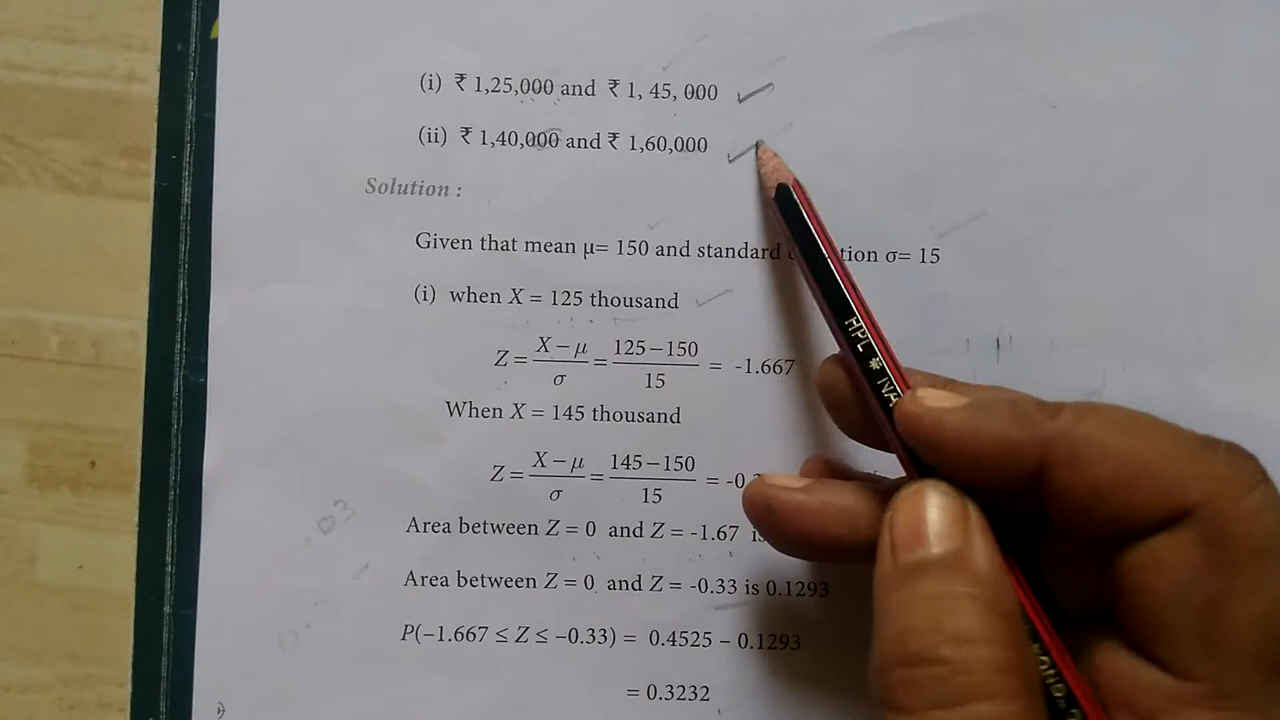 (i) ₹ 1,25,000 and ₹ 1, 45, 000
(ii) ₹ 1,40,000 and ₹ 1,60,000
Solution :
Given that mean μ= 150 and standard tion σ= 15
(i) when X = 125 thousand
Z = X − μ / σ = 125 − 150 / 15 = -1.667
When X = 145 thousand
Z = X − μ / σ = 145 − 150 / 15 = -0
Area between Z = 0 and Z = -1.67
Area between Z = 0 and Z = -0.33 is 0.1293
P(−1.667 ≤ Z ≤ −0.33) = 0.4525 − 0.1293
= 0.3232
HPL